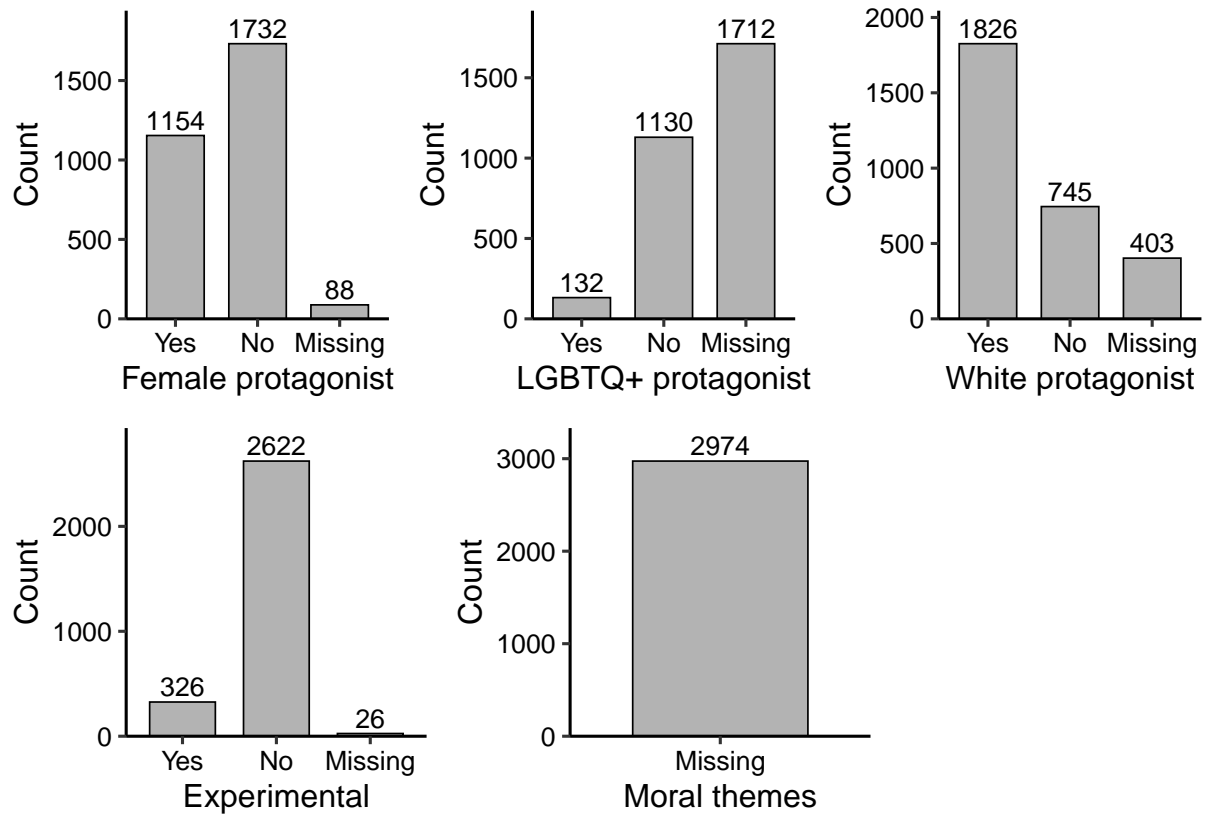 1732
1154
88
1500
1000
500
0
Count
Yes No Missing
Female protagonist
1712
1130
132
1500
1000
500
0
Count
Yes No Missing
LGBTQ+ protagonist
1826
745
403
2000
1500
1000
500
0
Count
Yes No Missing
White protagonist
2622
326
26
2000
1000
0
Count
Yes No Missing
Experimental
2974
3000
2000
1000
0
Count
Missing
Moral themes